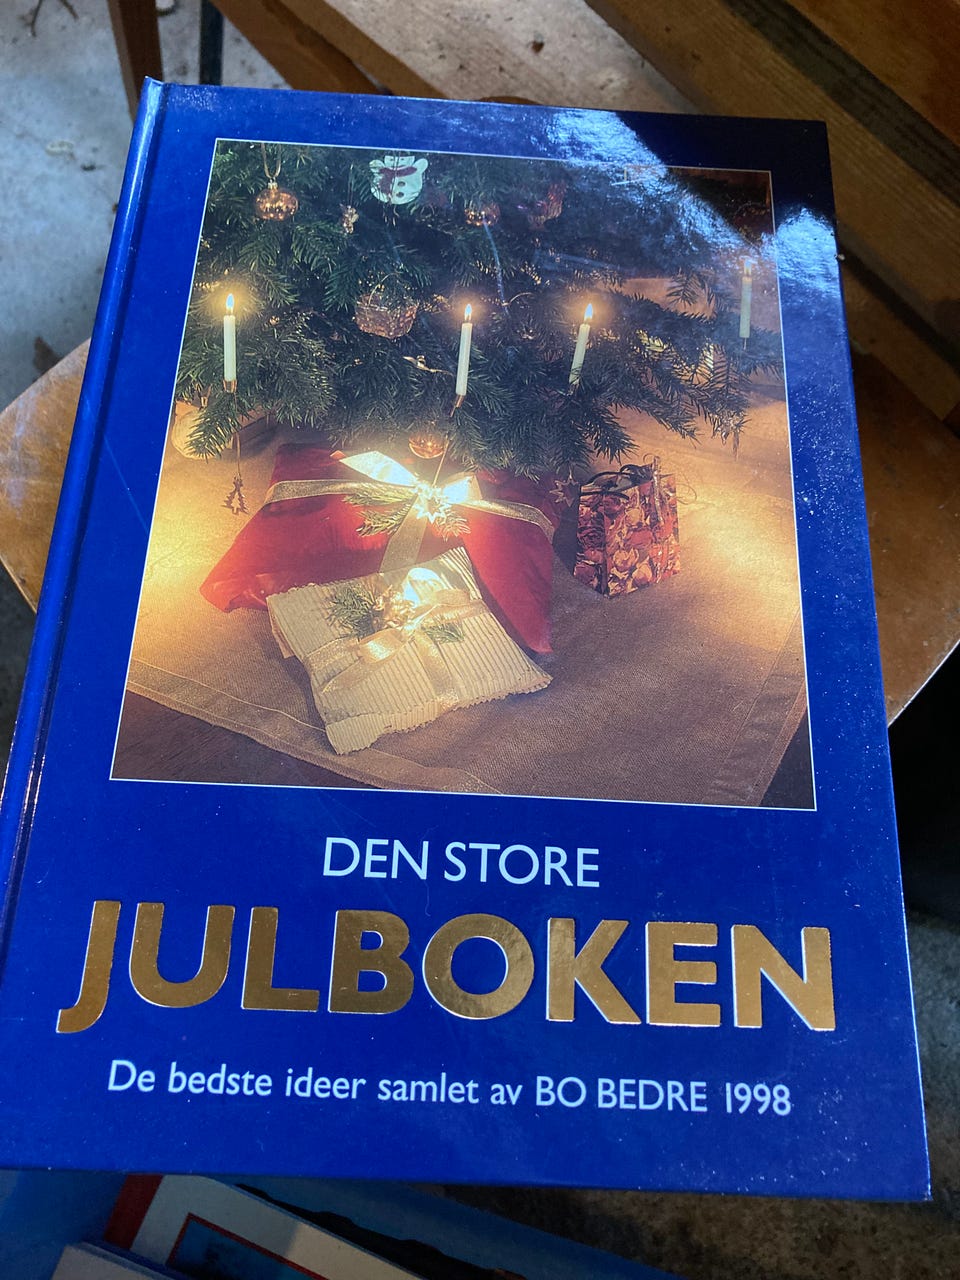 DEN STORE
JULBOKEN
De bedste ideer samlet av BO BEDRE 1998